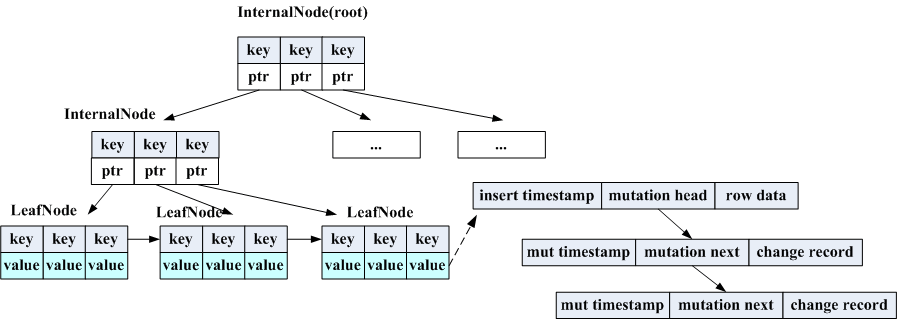 InternalNode(root)
key key key
ptr ptr ptr
InternalNode
... ...
key key key
ptr ptr ptr
LeafNode LeafNode LeafNode
insert timestamp mutation head row data
key key key key key key key key key
value value value value value value value value value
mut timestamp mutation next change record
mut timestamp mutation next change record